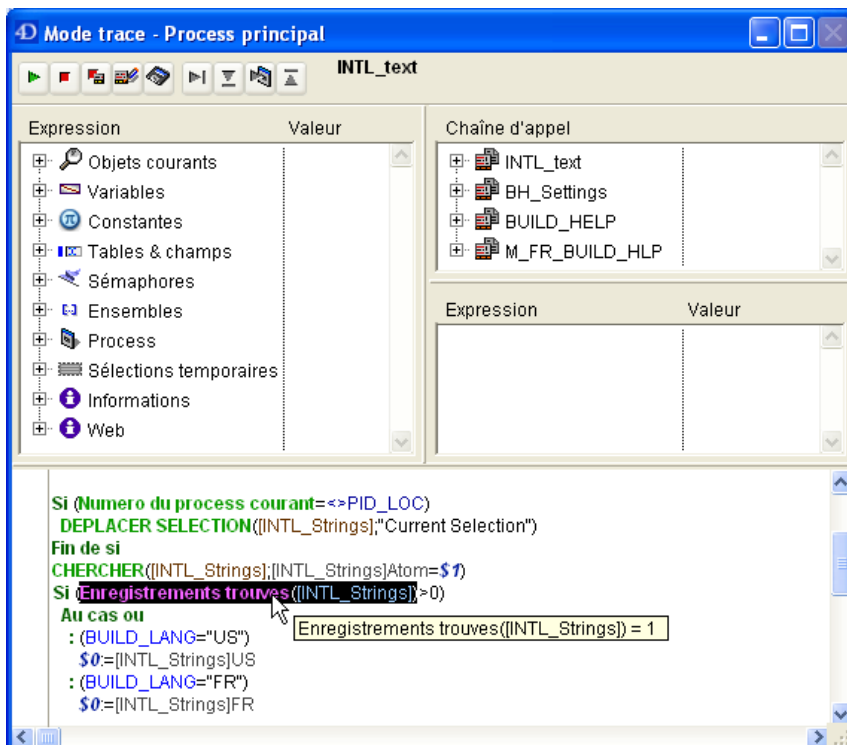 4D Mode trace - Process principal
INTL_text
Expression Valeur
Objets courants
Variables
Constantes
Tables & champs
Sémaphores
Ensembles
Process
Sélections temporaires
Informations
Web
Chaîne d'appel
INTL_text
BH_Settings
BUILD_HELP
M_FR_BUILD_HLP
Expression Valeur
Si (Numero du process courant=<>PID_LOC)
DEPLACER SELECTION([INTL_Strings];"Current Selection")
Fin de si
CHERCHER([INTL_Strings];[INTL_Strings]Atom=$1)
Si (Enregistrements trouves([INTL_Strings])>0)
Au cas ou
Enregistrements trouves([INTL_Strings]) = 1
: (BUILD_LANG="US")
$0:=[INTL_Strings]US
: (BUILD_LANG="FR")
$0:=[INTL_Strings]FR